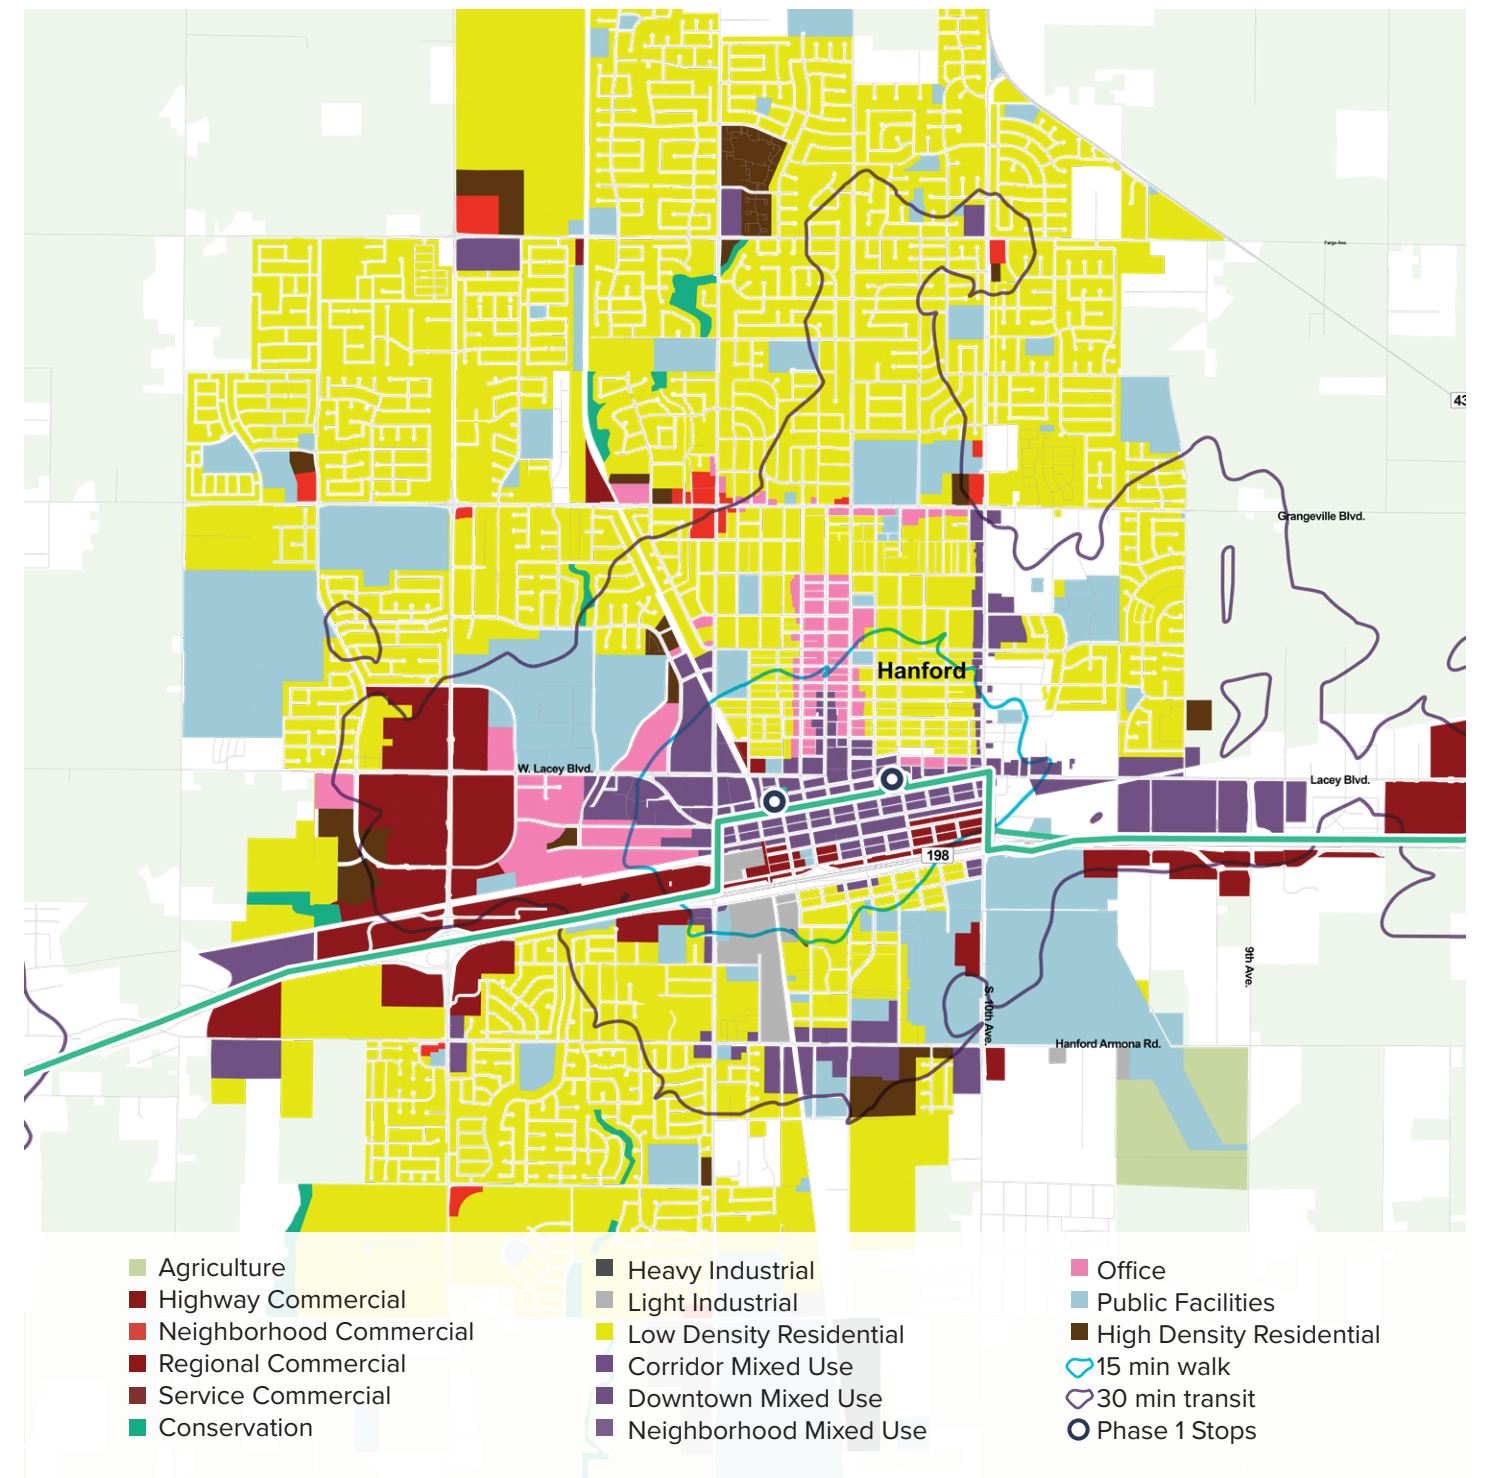 Fargo Ave.
43
Grangeville Blvd.
Hanford
W. Lacey Blvd.
Lacey Blvd.
198
9th Ave.
S. 10th Ave.
Hanford Armona Rd.
Agriculture
Highway Commercial
Neighborhood Commercial
Regional Commercial
Service Commercial
Conservation
Heavy Industrial
Light Industrial
Low Density Residential
Corridor Mixed Use
Downtown Mixed Use
Neighborhood Mixed Use
Office
Public Facilities
High Density Residential
15 min walk
30 min transit
Phase 1 Stops